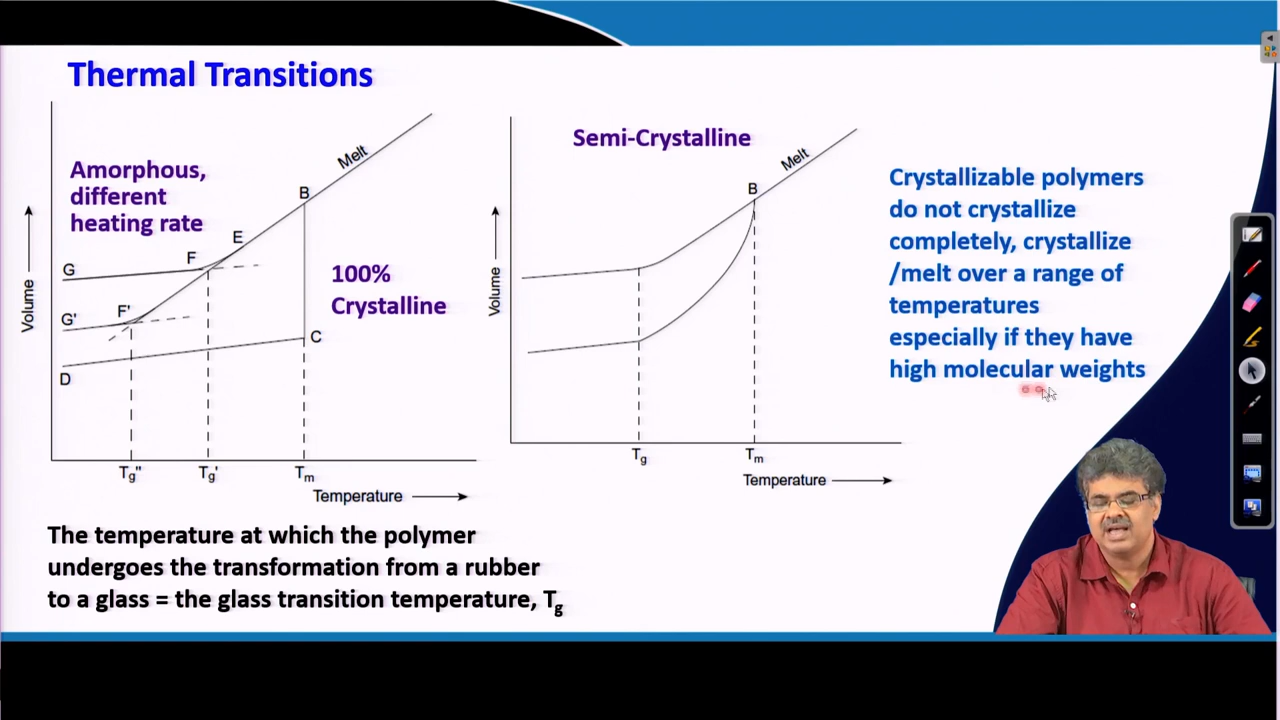 Thermal Transitions
Amorphous,
different
heating rate
Melt
B
E
F
G
100%
Crystalline
F'
G'
C
D
Volume
Tg''
Tg'
Tm
Temperature
Semi-Crystalline
Melt
B
Volume
Tg
Tm
Temperature
Crystallizable polymers
do not crystallize
completely, crystallize
/melt over a range of
temperatures
especially if they have
high molecular weights
The temperature at which the polymer
undergoes the transformation from a rubber
to a glass = the glass transition temperature, Tg